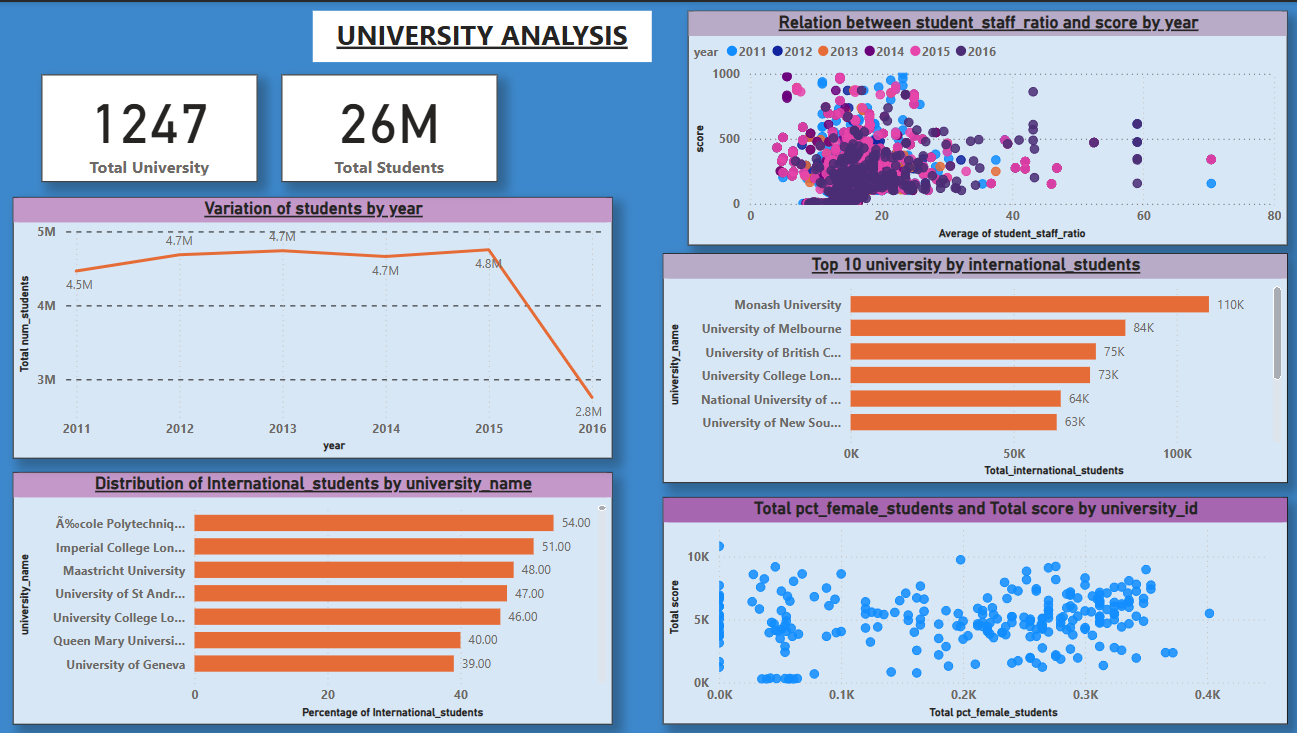 UNIVERSITY ANALYSIS
1247
Total University
26M
Total Students
Variation of students by year
Total num_students
5M
4M
3M
4.5M
4.7M
4.7M
4.7M
4.8M
2.8M
2011 2012 2013 2014 2015 2016
year
Distribution of International_students by university_name
university_name
Ã‰cole Polytechniq... 54.00
Imperial College Lon... 51.00
Maastricht University 48.00
University of St Andr... 47.00
University College Lo... 46.00
Queen Mary Universi... 40.00
University of Geneva 39.00
0 20 40
Percentage of International_students
Relation between student_staff_ratio and score by year
year 2011 2012 2013 2014 2015 2016
score
1000
500
0
0 20 40 60 80
Average of student_staff_ratio
Top 10 university by international_students
university_name
Monash University 110K
University of Melbourne 84K
University of British C... 75K
University College Lon... 73K
National University of ... 64K
University of New Sou... 63K
0K 50K 100K
Total_international_students
Total pct_female_students and Total score by university_id
Total score
10K
5K
0K
0.0K 0.1K 0.2K 0.3K 0.4K
Total pct_female_students